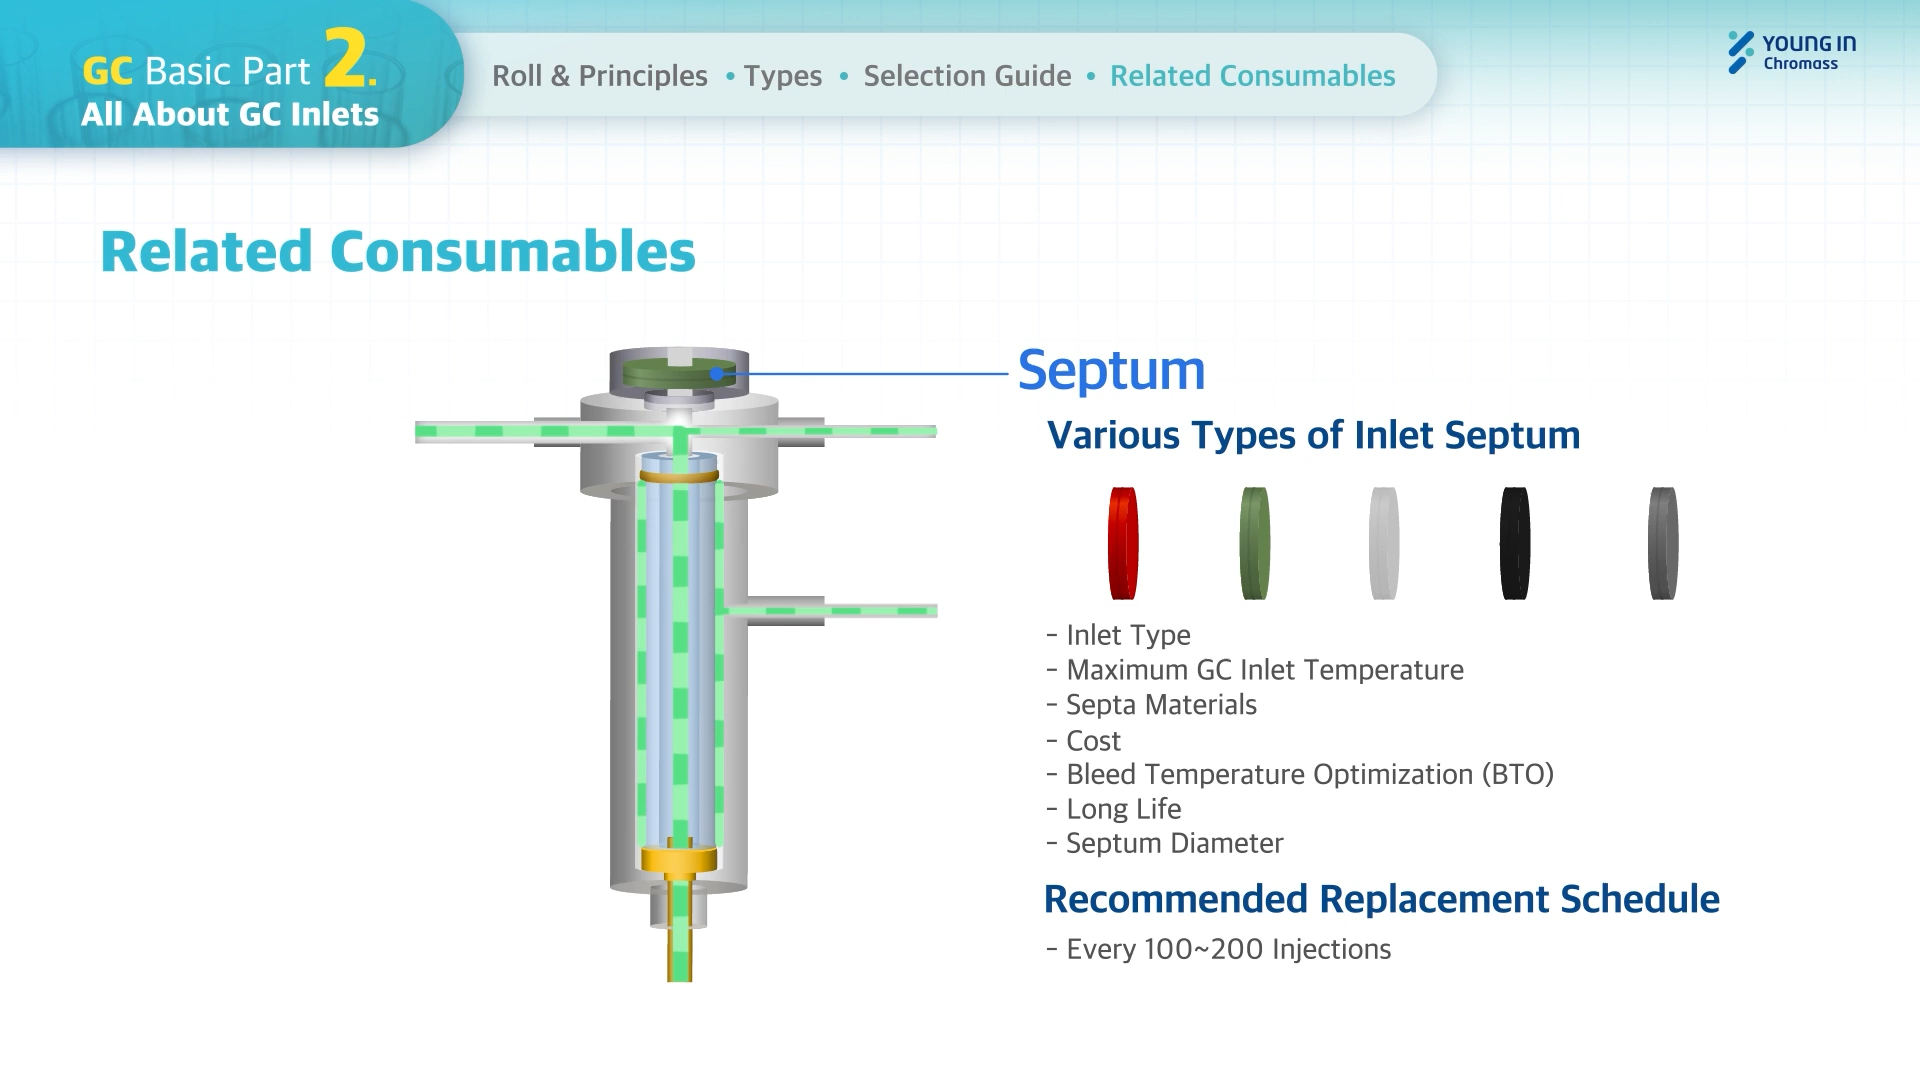 GC Basic Part 2.
All About GC Inlets
Roll & Principles • Types • Selection Guide • Related Consumables
YOUNG IN
Chromass
Related Consumables
Septum
Various Types of Inlet Septum
- Inlet Type
- Maximum GC Inlet Temperature
- Septa Materials
- Cost
- Bleed Temperature Optimization (BTO)
- Long Life
- Septum Diameter
Recommended Replacement Schedule
- Every 100~200 Injections